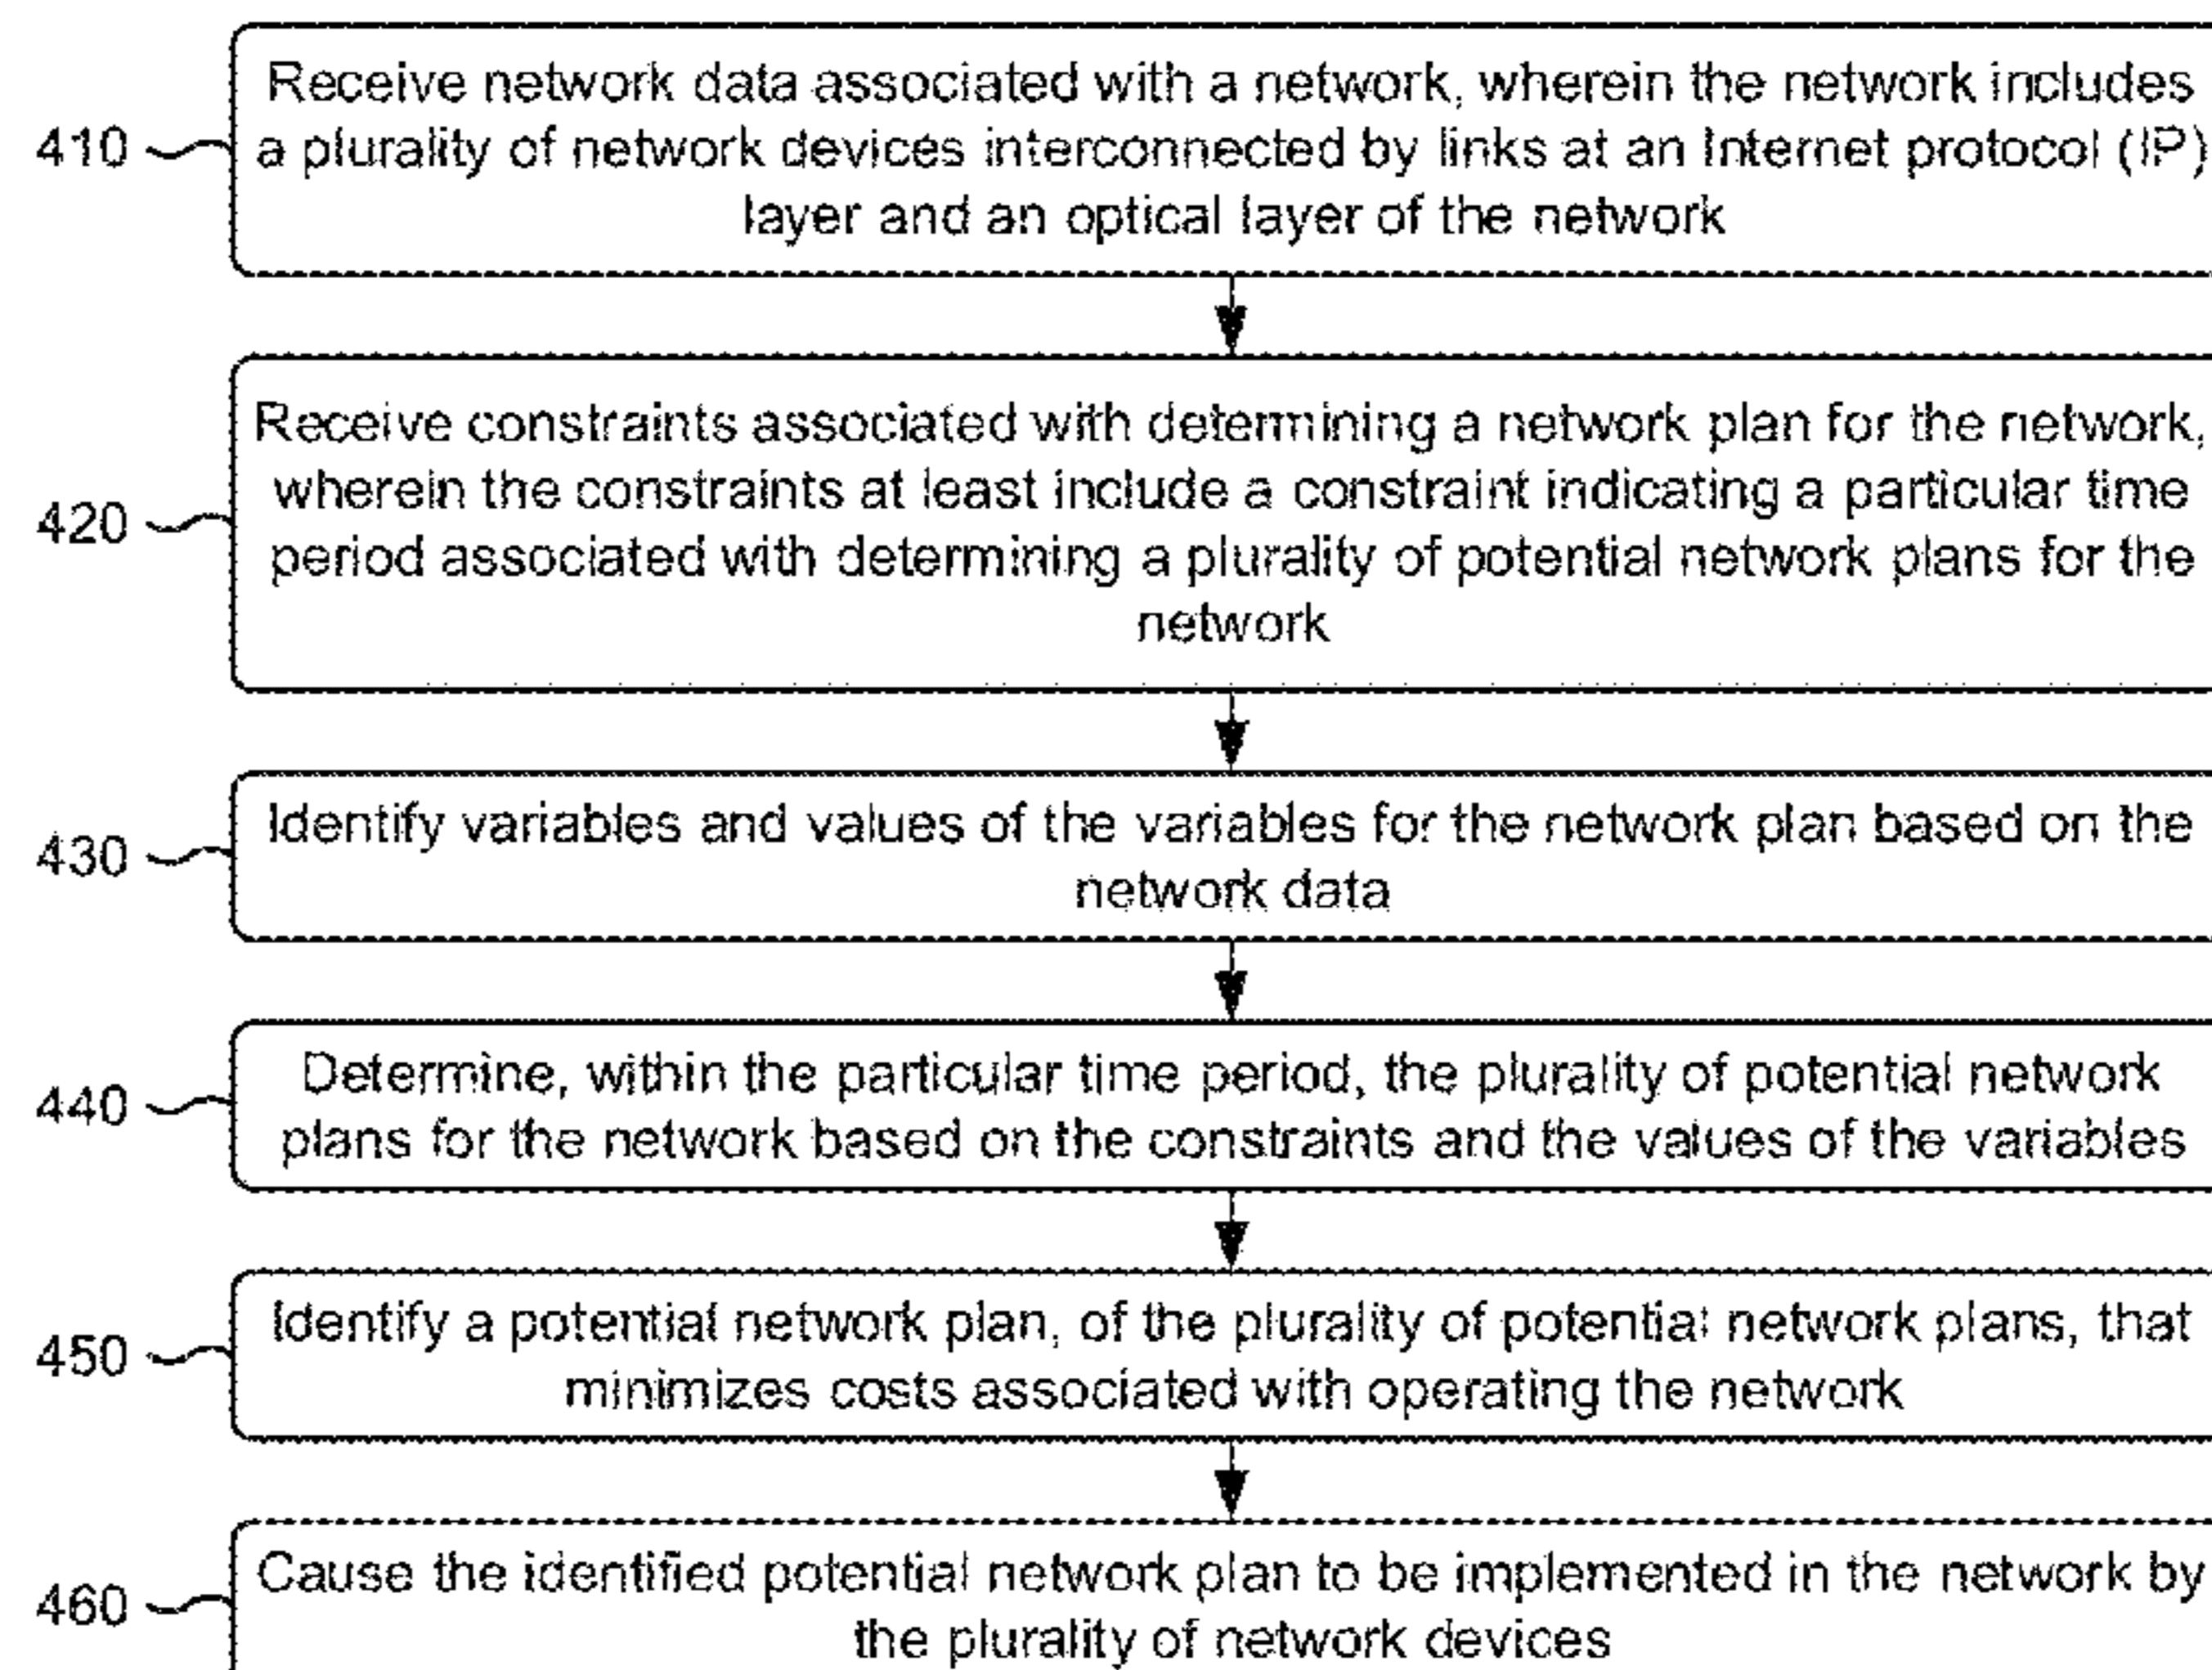 410
Receive network data associated with a network, wherein the network includes
a plurality of network devices interconnected by links at an Internet protocol (IP)
layer and an optical layer of the network
420
Receive constraints associated with determining a network plan for the network,
wherein the constraints at least include a constraint indicating a particular time
period associated with determining a plurality of potential network plans for the
network
430
Identify variables and values of the variables for the network plan based on the
network data
440
Determine, within the particular time period, the plurality of potential network
plans for the network based on the constraints and the values of the variables
450
Identify a potential network plan, of the plurality of potential network plans, that
minimizes costs associated with operating the network
460
Cause the identified potential network plan to be implemented in the network by
the plurality of network devices